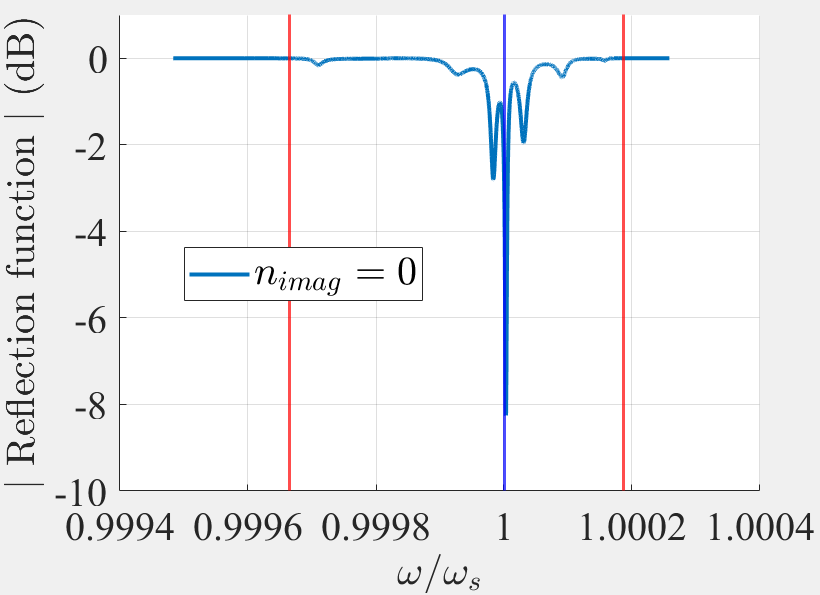 | Reflection function | (dB)
0
-2
-4
-6
-8
-10
n_{imag} = 0
0.9994 0.9996 0.9998 1 1.0002 1.0004
ω/ω_s